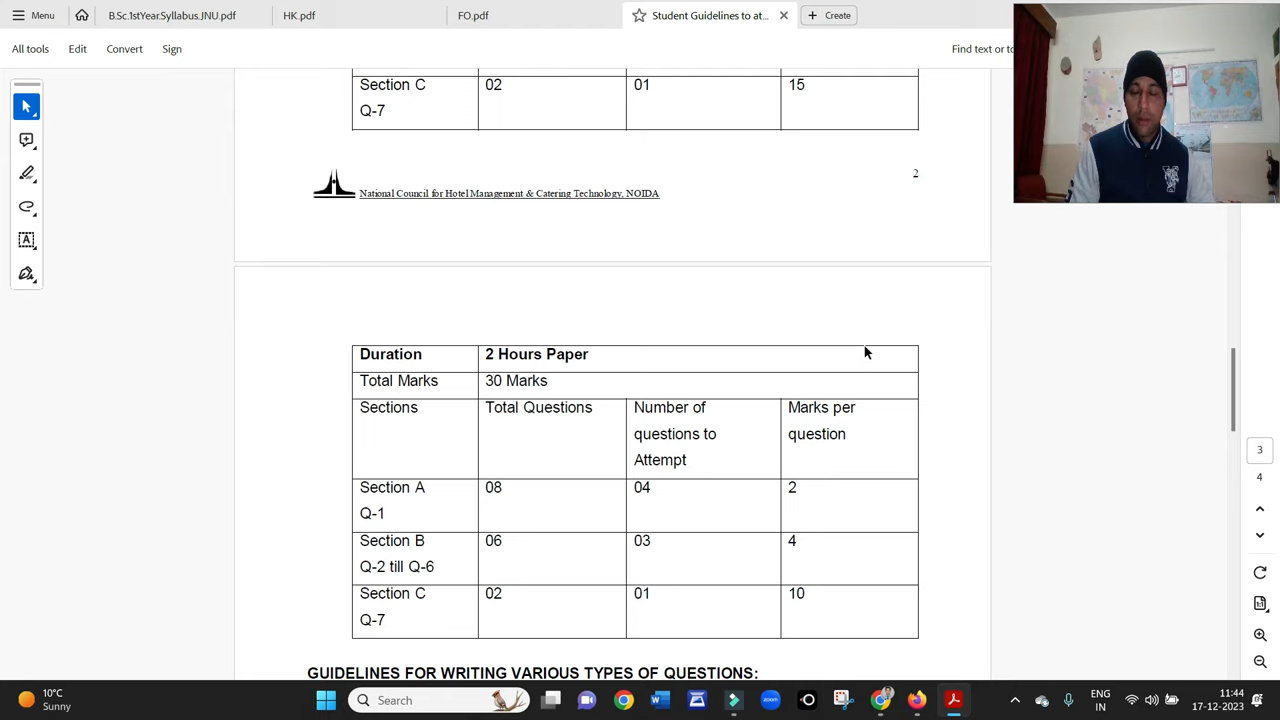 Menu
B.Sc.1stYear.Syllabus.JNU.pdf
HK.pdf
FO.pdf
Student Guidelines to at...
Create
All tools
Edit
Convert
Sign
Find text or to
Section C 02 01 15
Q-7
2
National Council for Hotel Management & Catering Technology, NOIDA
Duration 2 Hours Paper
Total Marks 30 Marks
Sections Total Questions Number of Marks per
questions to question
Attempt
Section A 08 04 2
Q-1
Section B 06 03 4
Q-2 till Q-6
Section C 02 01 10
Q-7
GUIDELINES FOR WRITING VARIOUS TYPES OF QUESTIONS:
3
4
10°C
Sunny
Search
zoom
ENG
IN
11:44
17-12-2023